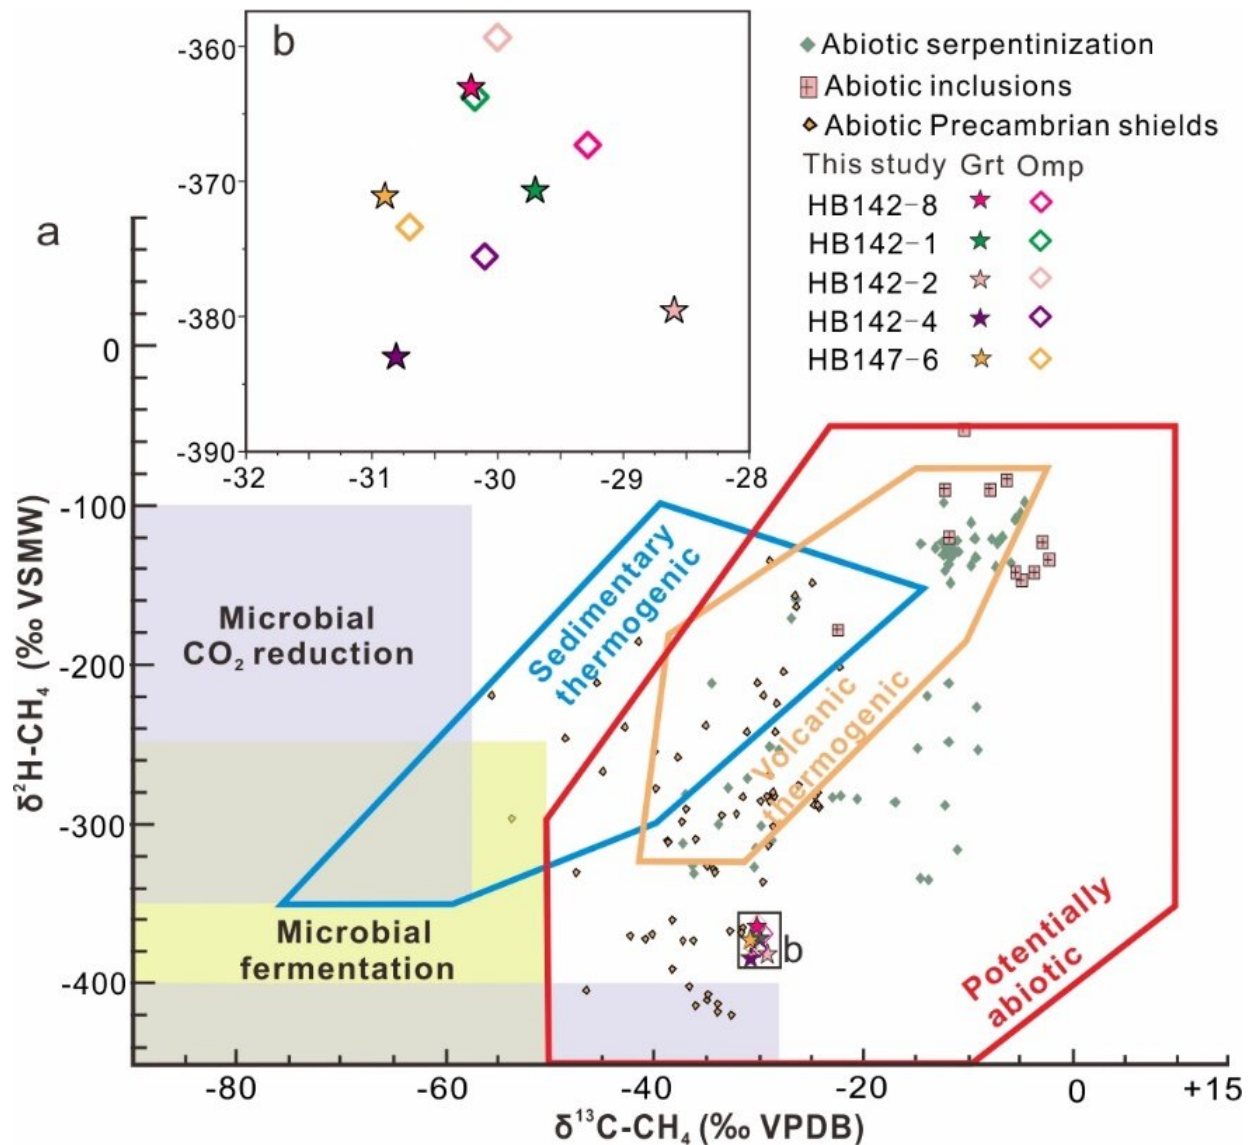 b
-360
-370
-380
-390
-32
-31
-30
-29
-28
Abiotic serpentinization
Abiotic inclusions
Abiotic Precambrian shields
This study Grt Omp
HB142-8
HB142-1
HB142-2
HB142-4
HB147-6
a
0
-100
-200
-300
-400
δ²H-CH₄ (‰ VSMW)
Microbial
CO₂ reduction
Microbial
fermentation
Sedimentary
thermogenic
Volcanic
thermogenic
Potentially
abiotic
b
-80
-60
-40
-20
0
+15
δ¹³C-CH₄ (‰ VPDB)